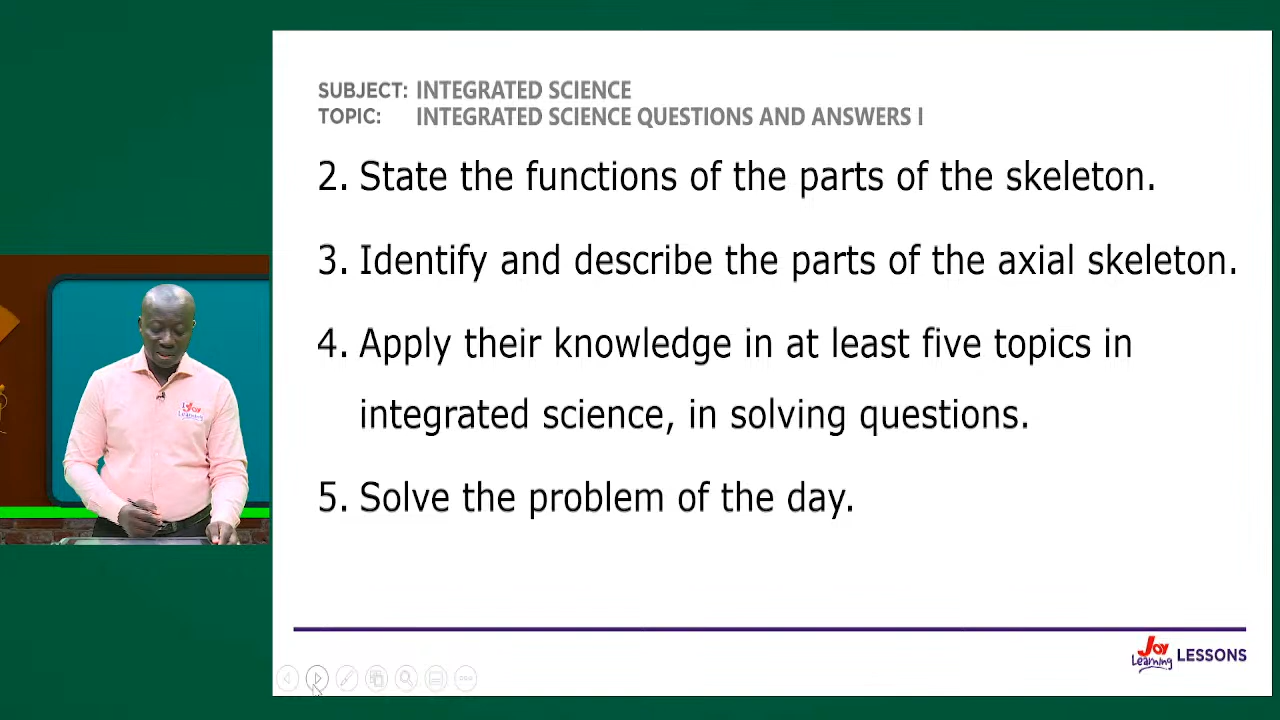 SUBJECT: INTEGRATED SCIENCE
TOPIC: INTEGRATED SCIENCE QUESTIONS AND ANSWERS I
2. State the functions of the parts of the skeleton.
3. Identify and describe the parts of the axial skeleton.
4. Apply their knowledge in at least five topics in
integrated science, in solving questions.
5. Solve the problem of the day.
Joy
Learning LESSONS
Joy
Learning